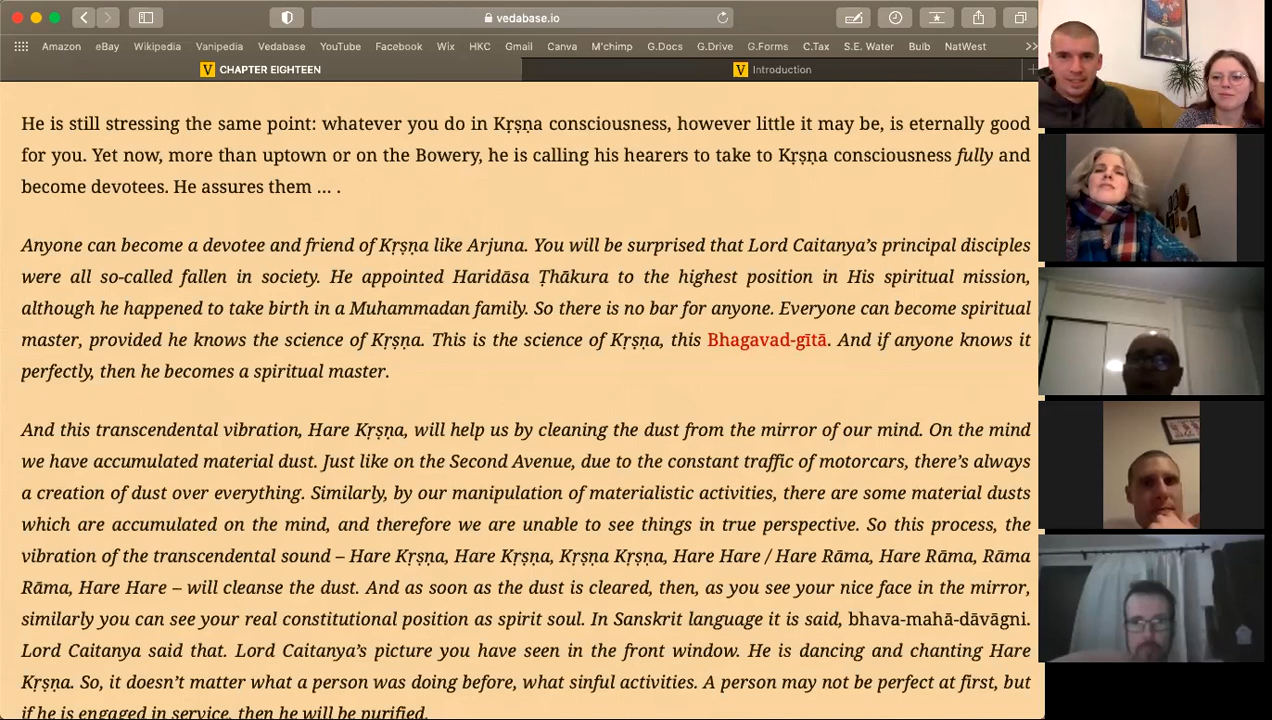 vedabase.io
Amazon eBay Wikipedia Vanipedia Vedabase YouTube Facebook Wix HKC Gmail Canva M'chimp G.Docs G.Drive G.Forms C.Tax S.E. Water Bulb NatWest >>
V CHAPTER EIGHTEEN V Introduction +
He is still stressing the same point: whatever you do in Kṛṣṇa consciousness, however little it may be, is eternally good
for you. Yet now, more than uptown or on the Bowery, he is calling his hearers to take to Kṛṣṇa consciousness fully and
become devotees. He assures them ... .
Anyone can become a devotee and friend of Kṛṣṇa like Arjuna. You will be surprised that Lord Caitanya’s principal disciples
were all so-called fallen in society. He appointed Haridāsa Ṭhākura to the highest position in His spiritual mission,
although he happened to take birth in a Muhammadan family. So there is no bar for anyone. Everyone can become spiritual
master, provided he knows the science of Kṛṣṇa. This is the science of Kṛṣṇa, this Bhagavad-gītā. And if anyone knows it
perfectly, then he becomes a spiritual master.
And this transcendental vibration, Hare Kṛṣṇa, will help us by cleaning the dust from the mirror of our mind. On the mind
we have accumulated material dust. Just like on the Second Avenue, due to the constant traffic of motorcars, there’s always
a creation of dust over everything. Similarly, by our manipulation of materialistic activities, there are some material dusts
which are accumulated on the mind, and therefore we are unable to see things in true perspective. So this process, the
vibration of the transcendental sound – Hare Kṛṣṇa, Hare Kṛṣṇa, Kṛṣṇa Kṛṣṇa, Hare Hare / Hare Rāma, Hare Rāma, Rāma
Rāma, Hare Hare – will cleanse the dust. And as soon as the dust is cleared, then, as you see your nice face in the mirror,
similarly you can see your real constitutional position as spirit soul. In Sanskrit language it is said, bhava-mahā-dāvāgni.
Lord Caitanya said that. Lord Caitanya’s picture you have seen in the front window. He is dancing and chanting Hare
Kṛṣṇa. So, it doesn’t matter what a person was doing before, what sinful activities. A person may not be perfect at first, but
if he is engaged in service, then he will be purified.